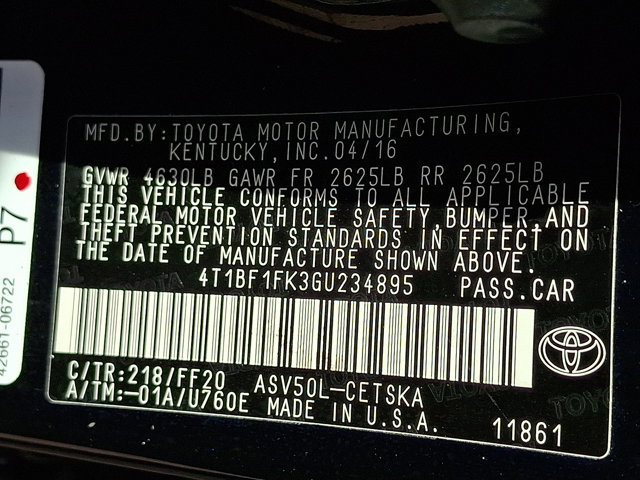 MFD.BY:TOYOTA MOTOR MANUFACTURING,
KENTUCKY,INC.04/16
GVWR 4630LB GAWR FR 2625LB RR 2625LB
THIS VEHICLE CONFORMS TO ALL APPLICABLE
FEDERAL MOTOR VEHICLE SAFETY,BUMPER,AND
THEFT PREVENTION STANDARDS IN EFFECT ON
THE DATE OF MANUFACTURE SHOWN ABOVE.
4T1BF1FK3GU234895 PASS.CAR
C/TR:218/FF20 ASV50L-CETSKA
A/TM:-01A/U760E MADE IN U.S.A.
11861
P7
42661-06722